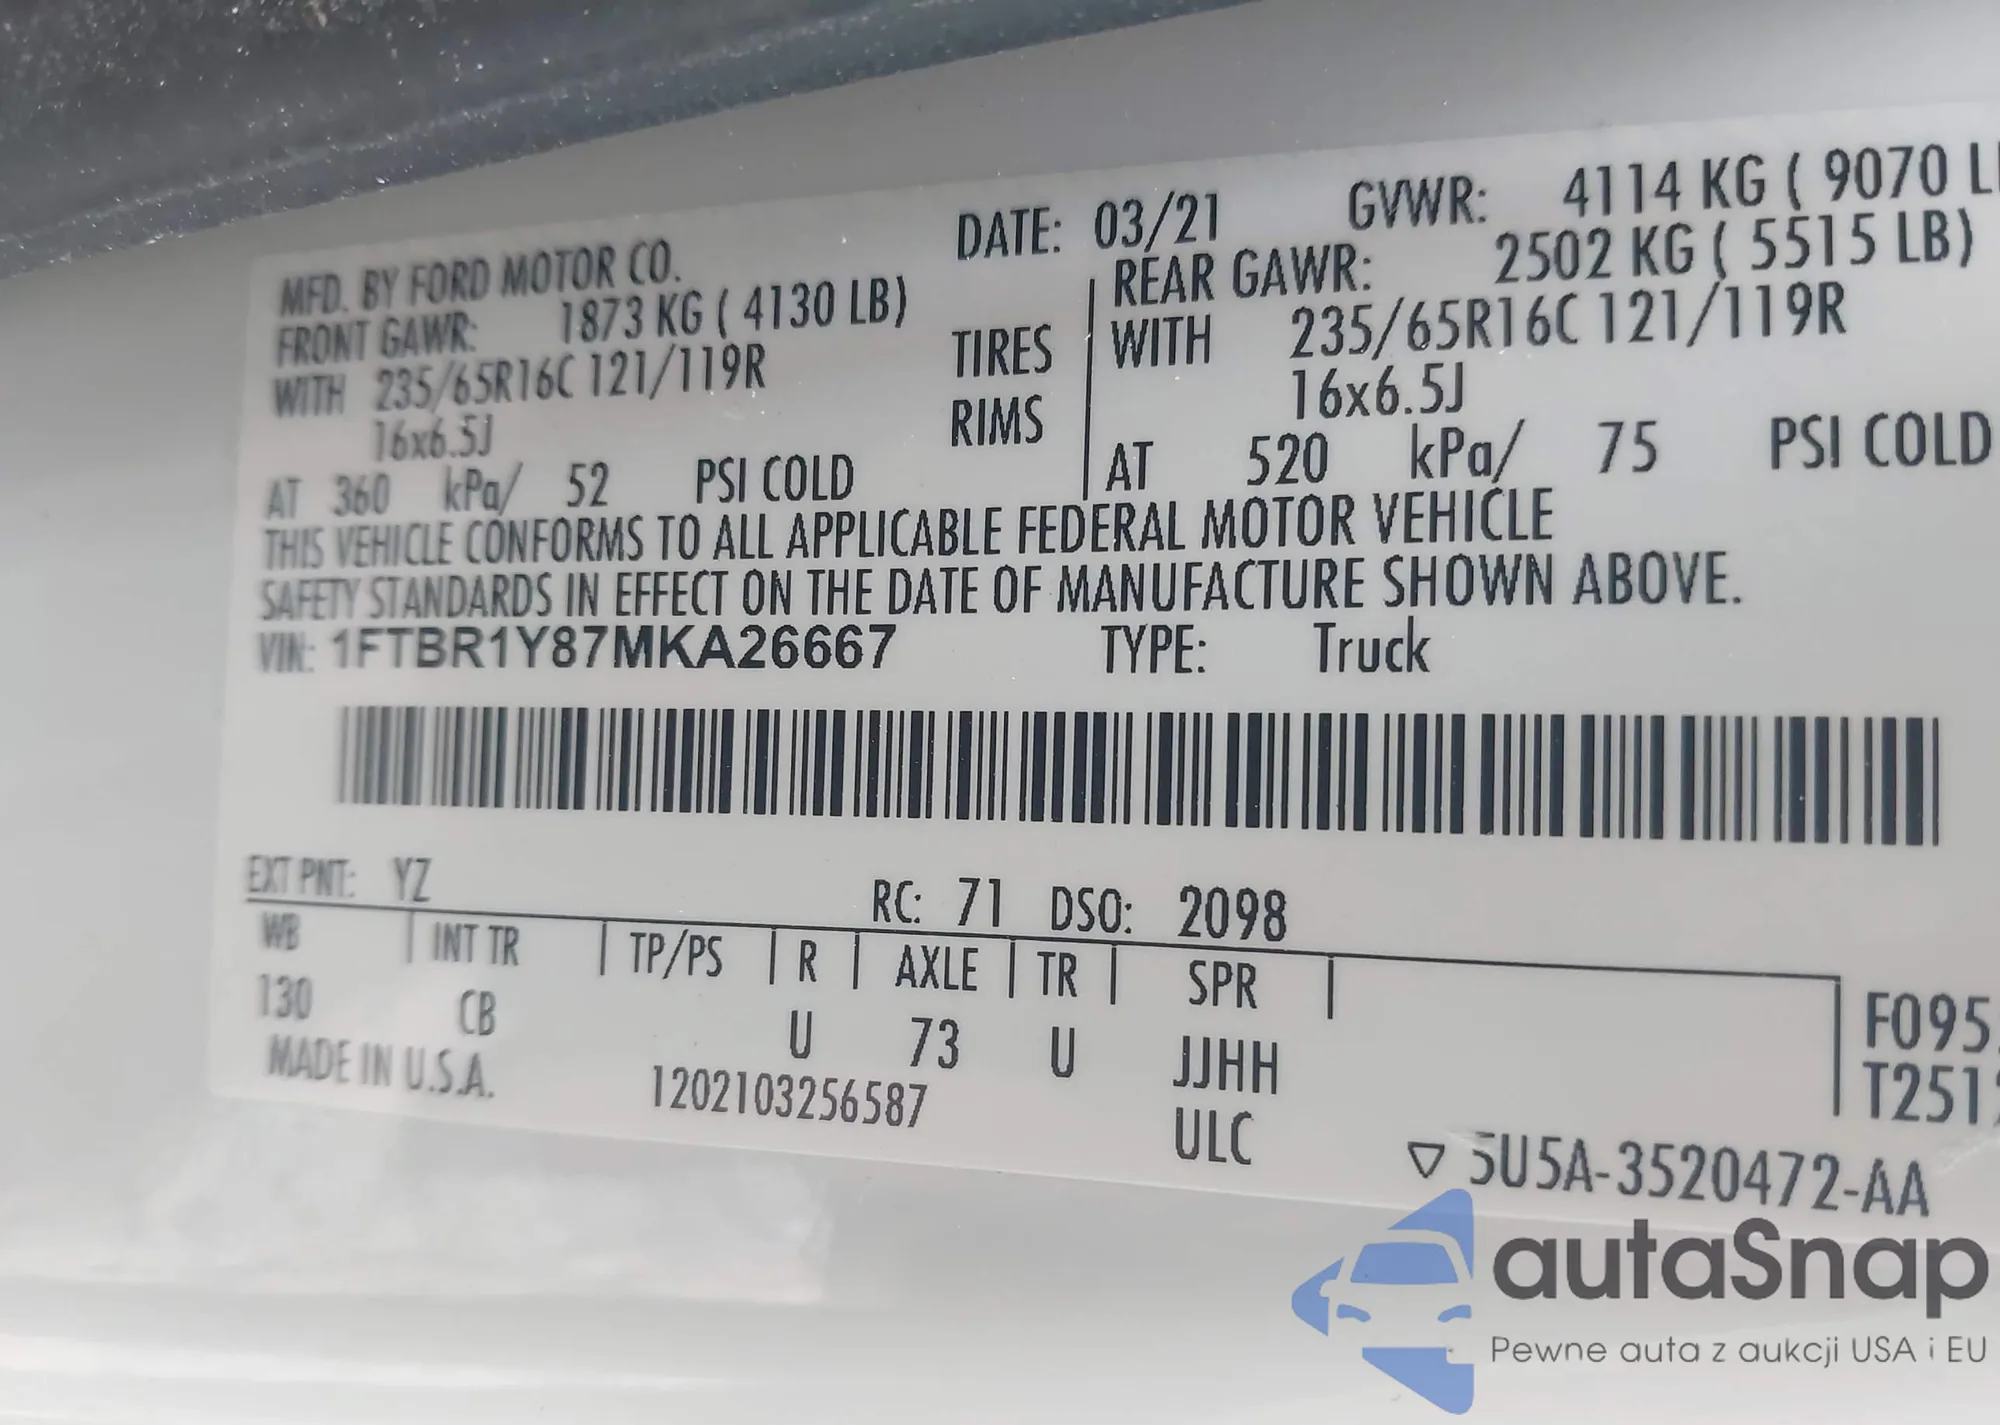 MFD. BY FORD MOTOR CO. DATE: 03/21 GVWR: 4114 KG ( 9070
FRONT GAWR: 1873 KG ( 4130 LB) REAR GAWR: 2502 KG ( 5515 LB)
WITH 235/65R16C 121/119R TIRES WITH 235/65R16C 121/119R
16x6.5J RIMS 16x6.5J
AT 360 kPa/ 52 PSI COLD AT 520 kPa/ 75 PSI COLD
THIS VEHICLE CONFORMS TO ALL APPLICABLE FEDERAL MOTOR VEHICLE
SAFETY STANDARDS IN EFFECT ON THE DATE OF MANUFACTURE SHOWN ABOVE.
VIN: 1FTBR1Y87MKA26667 TYPE: Truck
EXT PNT: YZ RC: 71 DSO: 2098
WB INT TR TP/PS R AXLE TR SPR
130 CB U 73 U JJHH
MADE IN U.S.A. 1202103256587 ULC
F095
T251
▽ 5U5A-3520472-AA
autaSnap
Pewne auta z aukcji USA i EU